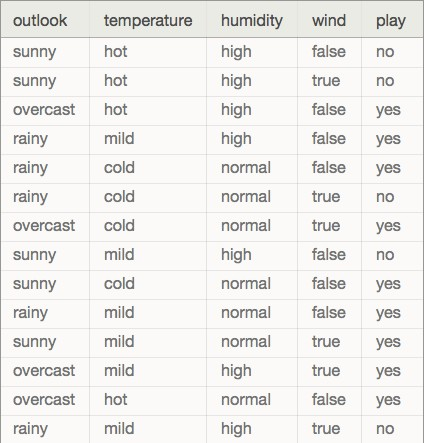 outlook temperature humidity wind play
sunny hot high false no
sunny hot high true no
overcast hot high false yes
rainy mild high false yes
rainy cold normal false yes
rainy cold normal true no
overcast cold normal true yes
sunny mild high false no
sunny cold normal false yes
rainy mild normal false yes
sunny mild normal true yes
overcast mild high true yes
overcast hot normal false yes
rainy mild high true no